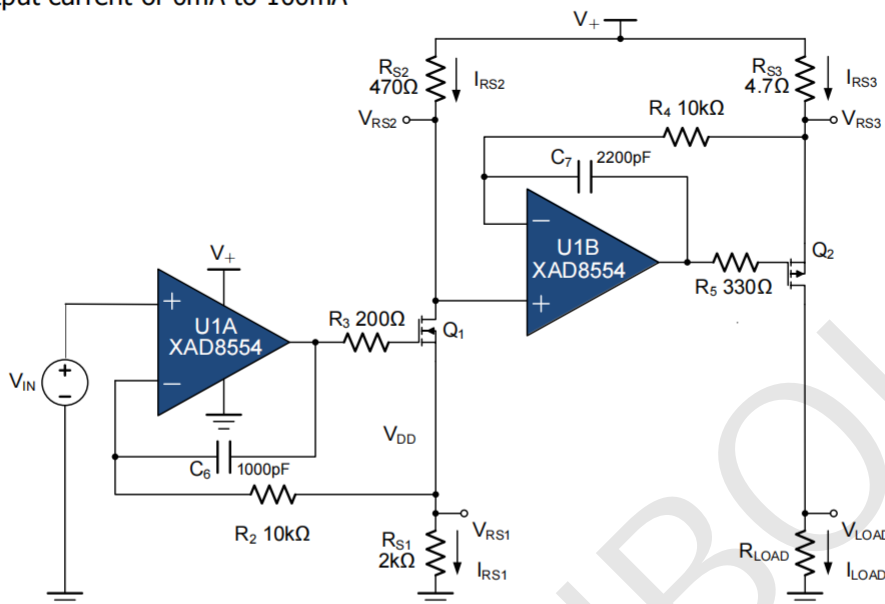 put current of 0mA to 100mA
V+
RS2
470Ω
IRS2
VRS2
RS3
4.7Ω
IRS3
VRS3
R4 10kΩ
C7 2200pF
−
U1B
XAD8554
+
R5 330Ω
Q2
V+
+
U1A
XAD8554
−
R3 200Ω
Q1
VIN
+
−
VDD
C6 1000pF
R2 10kΩ
VRS1
RS1
2kΩ
IRS1
VLOAD
RLOAD
ILOAD